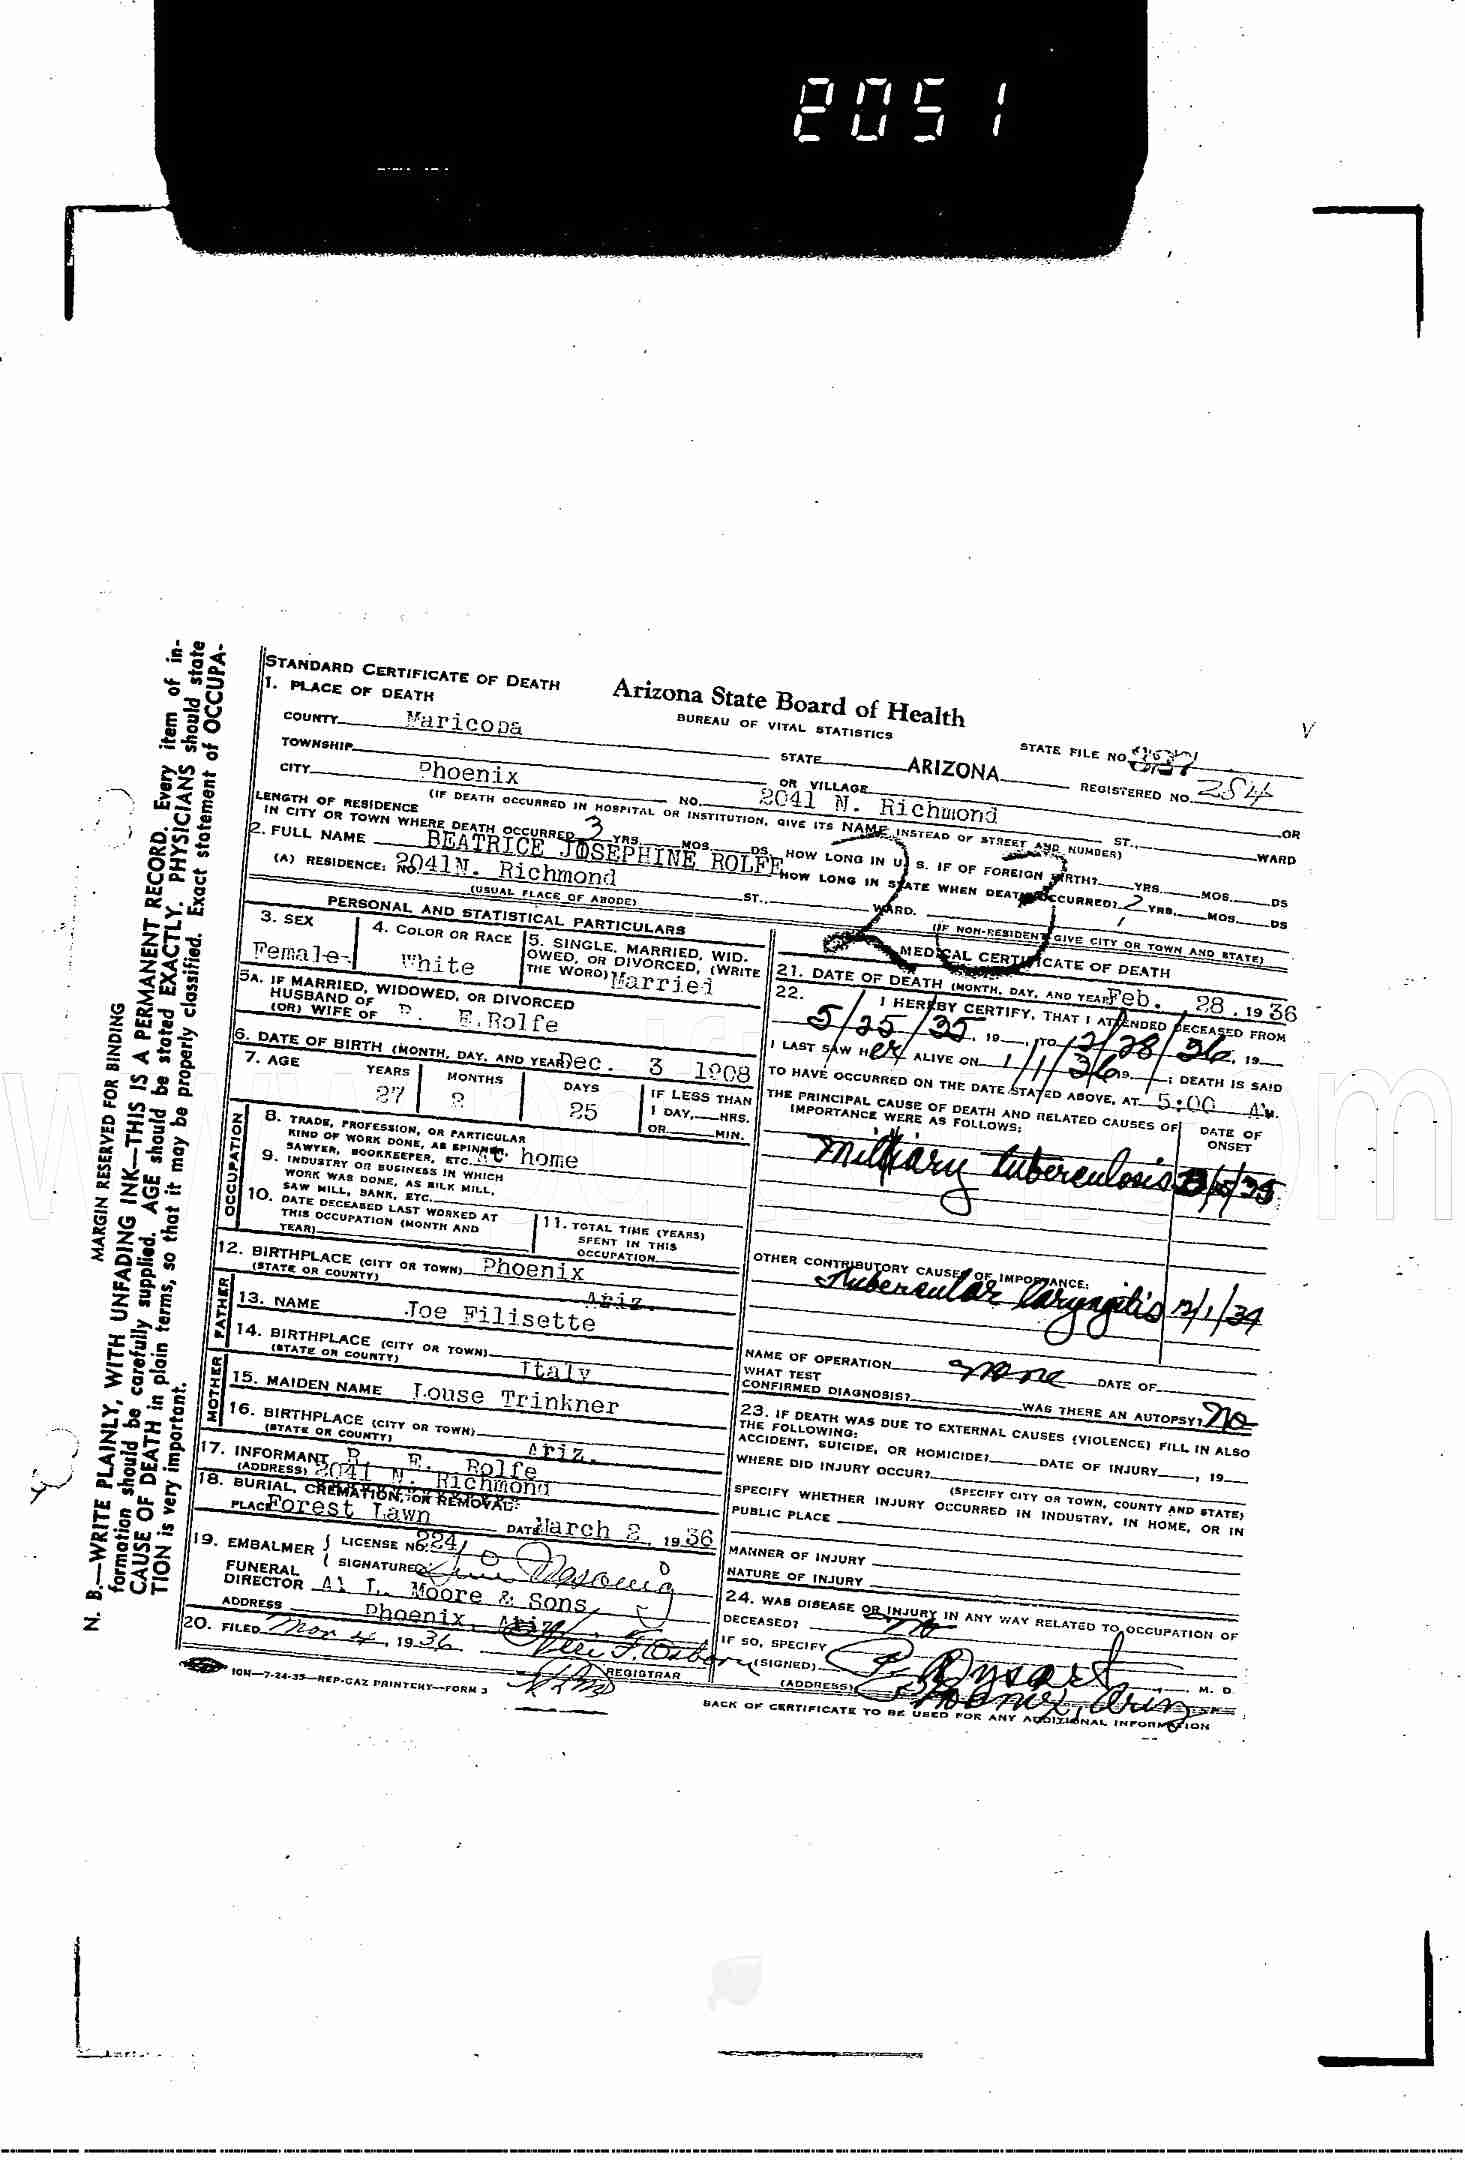 2051
STANDARD CERTIFICATE OF DEATH
Arizona State Board of Health
1. PLACE OF DEATH
BUREAU OF VITAL STATISTICS
COUNTY Maricopa
STATE FILE NO.
TOWNSHIP
STATE ARIZONA
REGISTERED NO. 284
CITY Phoenix
OR VILLAGE
NO. 2041 N. Richmond ST., OR WARD
(IF DEATH OCCURRED IN HOSPITAL OR INSTITUTION, GIVE ITS NAME INSTEAD OF STREET AND NUMBER)
LENGTH OF RESIDENCE
IN CITY OR TOWN WHERE DEATH OCCURRED 3 YRS. MOS. DS. HOW LONG IN U. S. IF OF FOREIGN BIRTH? YRS. MOS. DS
2. FULL NAME BEATRICE JOSEPHINE ROLFE HOW LONG IN STATE WHEN DEATH OCCURRED? YRS. MOS. DS
(A) RESIDENCE: NO. 2041 N. Richmond ST., WARD.
(USUAL PLACE OF ABODE)
(IF NON-RESIDENT GIVE CITY OR TOWN AND STATE)
PERSONAL AND STATISTICAL PARTICULARS
3. SEX
Female
4. COLOR OR RACE
White
5. SINGLE, MARRIED, WID-
OWED, OR DIVORCED, (WRITE
THE WORD) Married
5A. IF MARRIED, WIDOWED, OR DIVORCED
HUSBAND OF
(OR) WIFE OF R. E. Rolfe
6. DATE OF BIRTH (MONTH, DAY, AND YEAR) Dec. 3 1908
7. AGE YEARS MONTHS DAYS IF LESS THAN
27 2 25 1 DAY, HRS.
OR MIN.
OCCUPATION
8. TRADE, PROFESSION, OR PARTICULAR
KIND OF WORK DONE, AS SPINNER,
SAWYER, BOOKKEEPER, ETC. At home
9. INDUSTRY OR BUSINESS IN WHICH
WORK WAS DONE, AS SILK MILL,
SAW MILL, BANK, ETC.
10. DATE DECEASED LAST WORKED AT
THIS OCCUPATION (MONTH AND
YEAR)
11. TOTAL TIME (YEARS)
SPENT IN THIS
OCCUPATION
12. BIRTHPLACE (CITY OR TOWN) Phoenix
(STATE OR COUNTY) Ariz.
FATHER
13. NAME Joe Filisette
14. BIRTHPLACE (CITY OR TOWN)
(STATE OR COUNTY) Italy
MOTHER
15. MAIDEN NAME Louse Trinkner
16. BIRTHPLACE (CITY OR TOWN)
(STATE OR COUNTY) Ariz.
17. INFORMANT R. E. Rolfe
(ADDRESS) 2041 N. Richmond
18. BURIAL, CREMATION, OR REMOVAL:
PLACE Forest Lawn DATE March 2, 1936
19. EMBALMER { LICENSE NO. 224
( SIGNATURE
FUNERAL
DIRECTOR A. L. Moore & Sons
ADDRESS Phoenix, Ariz.
20. FILED Mar 4, 1936
REGISTRAR
10M—7-24-35—REP-GAZ PRINTERY—FORM 3
MEDICAL CERTIFICATE OF DEATH
21. DATE OF DEATH (MONTH, DAY, AND YEAR) Feb. 28, 1936
22. I HEREBY CERTIFY, THAT I ATTENDED DECEASED FROM
5/25/35, 19 , TO 2/28/36, 19
I LAST SAW HER ALIVE ON 1/1/36 19 ; DEATH IS SAID
TO HAVE OCCURRED ON THE DATE STATED ABOVE, AT 5:00 AM.
THE PRINCIPAL CAUSE OF DEATH AND RELATED CAUSES OF
IMPORTANCE WERE AS FOLLOWS:
DATE OF
ONSET
Milliary tuberculosis
OTHER CONTRIBUTORY CAUSES OF IMPORTANCE:
Tubercular laryngitis 12/1/34
NAME OF OPERATION None DATE OF
WHAT TEST
CONFIRMED DIAGNOSIS? WAS THERE AN AUTOPSY? No
23. IF DEATH WAS DUE TO EXTERNAL CAUSES (VIOLENCE) FILL IN ALSO
THE FOLLOWING:
ACCIDENT, SUICIDE, OR HOMICIDE? DATE OF INJURY , 19
WHERE DID INJURY OCCUR?
(SPECIFY CITY OR TOWN, COUNTY AND STATE)
SPECIFY WHETHER INJURY OCCURRED IN INDUSTRY, IN HOME, OR IN
PUBLIC PLACE
MANNER OF INJURY
NATURE OF INJURY
24. WAS DISEASE OR INJURY IN ANY WAY RELATED TO OCCUPATION OF
DECEASED? no
IF SO, SPECIFY
(SIGNED) Dysart M. D.
(ADDRESS) Phoenix, Ariz
BACK OF CERTIFICATE TO BE USED FOR ANY ADDITIONAL INFORMATION
MARGIN RESERVED FOR BINDING
N. B.—WRITE PLAINLY, WITH UNFADING INK—THIS IS A PERMANENT RECORD. Every item of in-
formation should be carefully supplied. AGE should be stated EXACTLY. PHYSICIANS should state
CAUSE OF DEATH in plain terms, so that it may be properly classified. Exact statement of OCCUPA-
TION is very important.